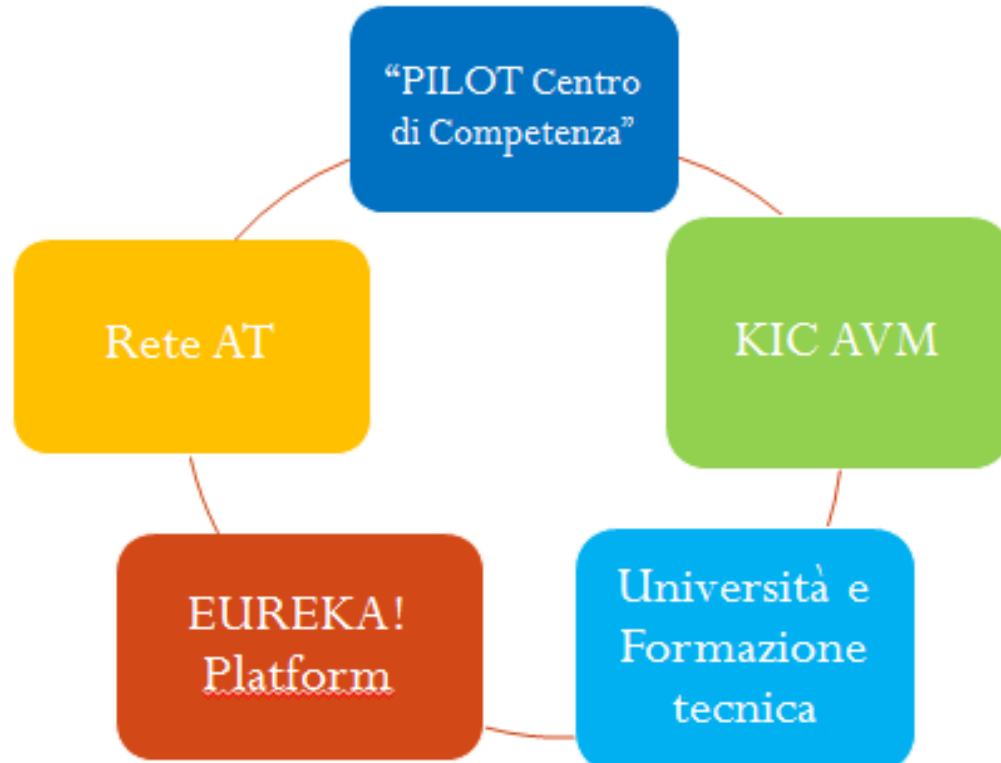 “PILOT Centro
di Competenza”
Rete AT
KIC AVM
EUREKA!
Platform
Università e
Formazione
tecnica